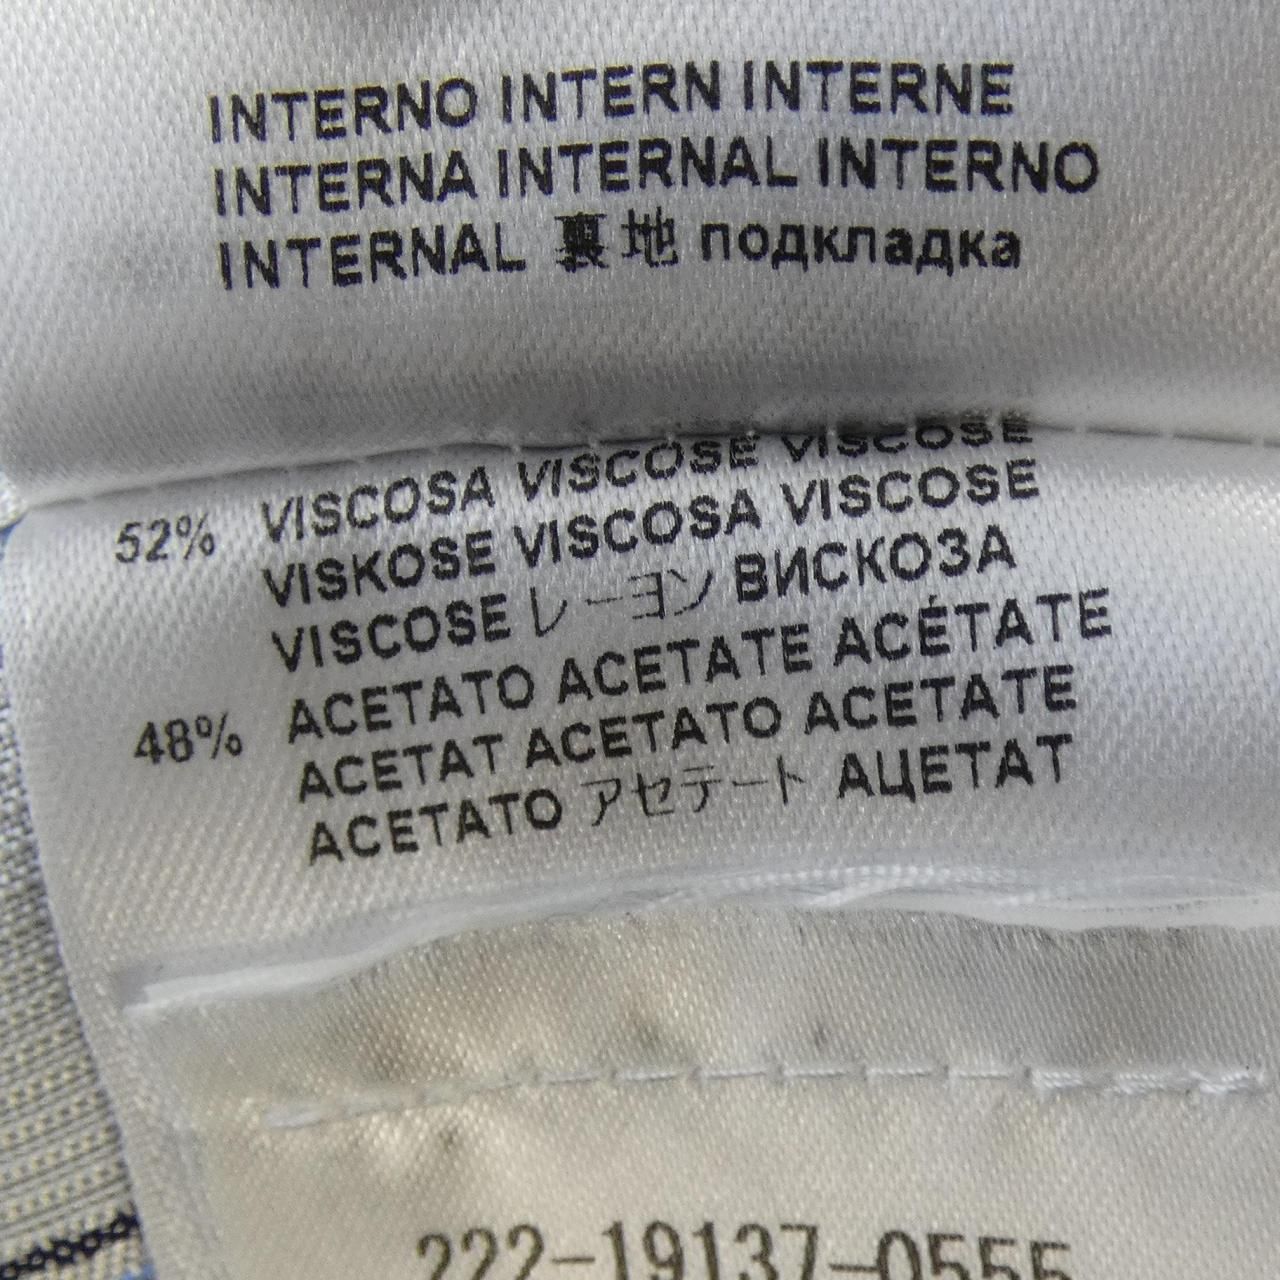 INTERNO INTERN INTERNE
INTERNA INTERNAL INTERNO
INTERNAL 裏地 подкладка
52% VISCOSA VISCOSE VISCOSE
VISKOSE VISCOSA VISCOSE
VISCOSE レーヨン ВИСКОЗА
48% ACETATO ACETATE ACÉTATE
ACETAT ACETATO ACETATE
ACETATO アセテート АЦЕТАТ
222-19137-0555